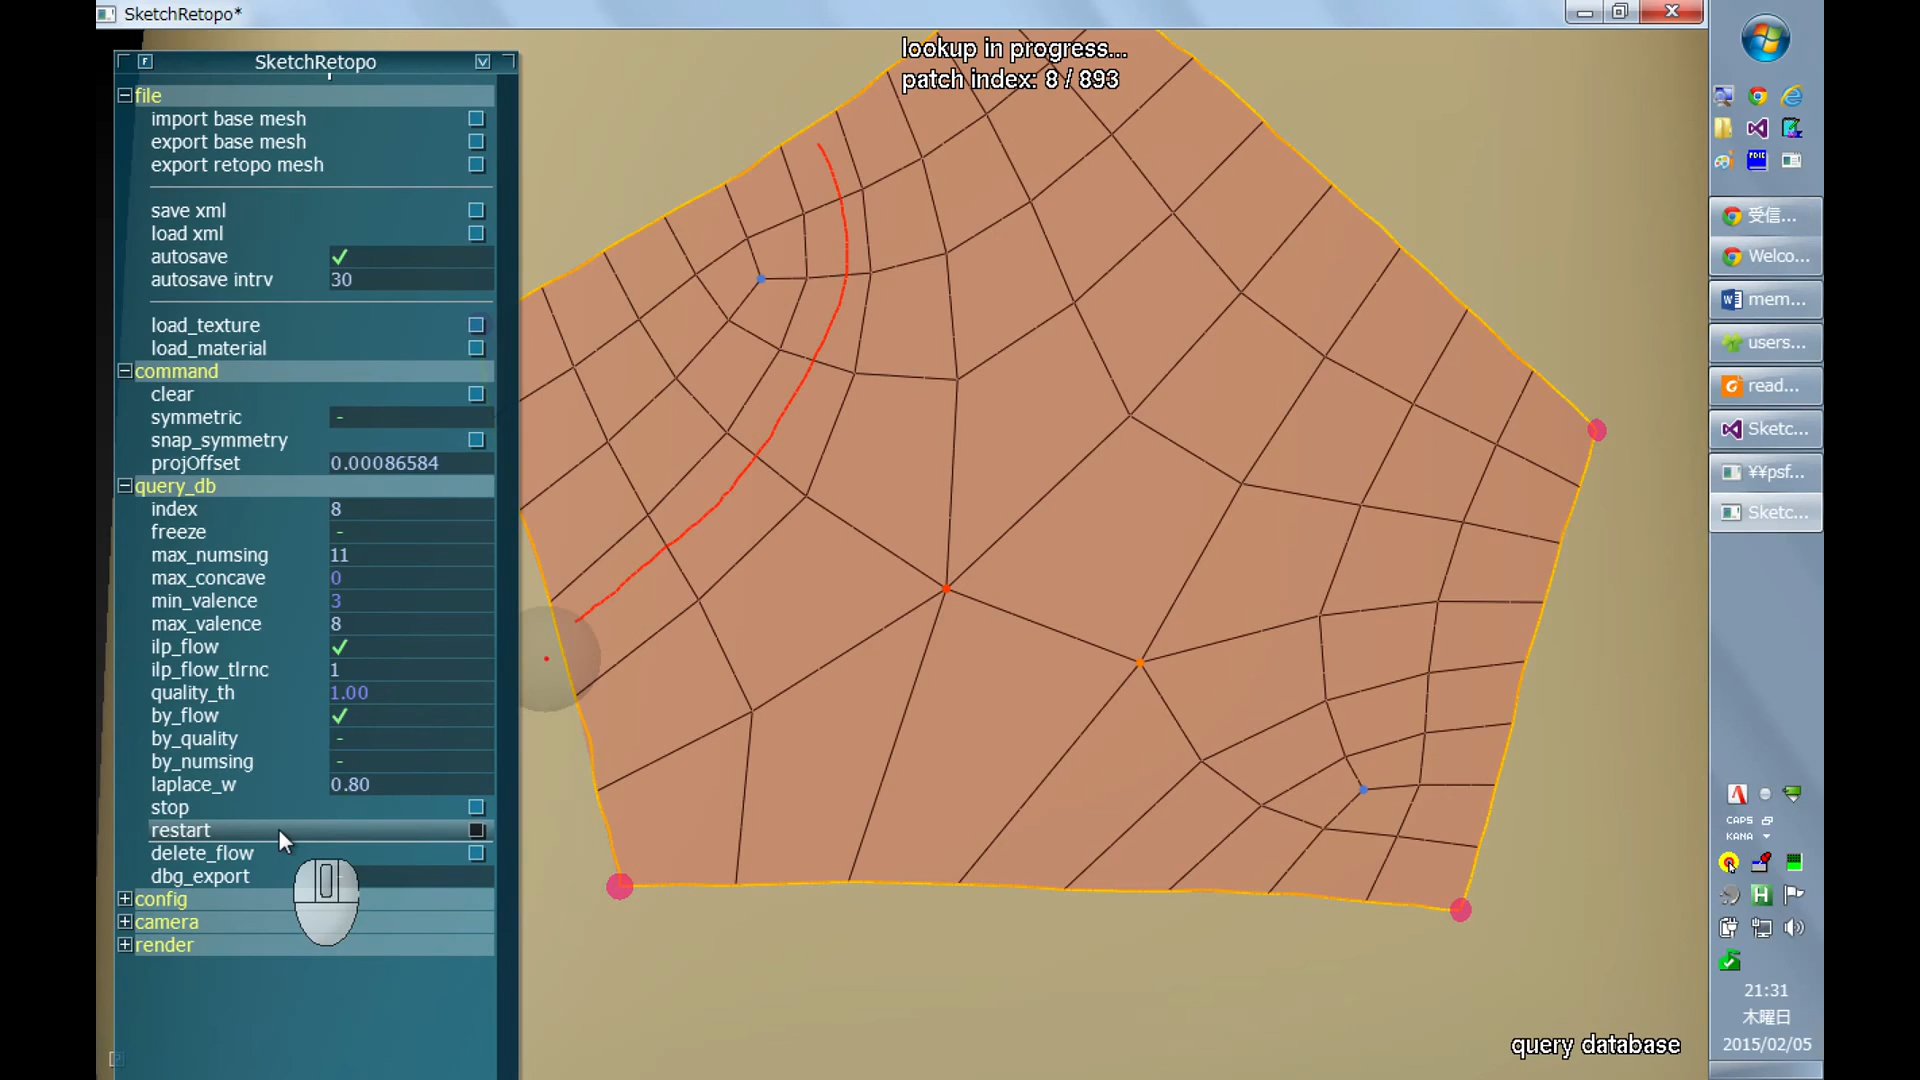 SketchRetopo*
F
SketchRetopo
file
import base mesh
export base mesh
export retopo mesh
save xml
load xml
autosave
autosave intrv 30
load_texture
load_material
command
clear
symmetric -
snap_symmetry
projOffset 0.00086584
query_db
index 8
freeze -
max_numsing 11
max_concave 0
min_valence 3
max_valence 8
ilp_flow
ilp_flow_tlrnc 1
quality_th 1.00
by_flow
by_quality -
by_numsing -
laplace_w 0.80
stop
restart
delete_flow
dbg_export
config
camera
render
lookup in progress...
patch index: 8 / 893
query database
PDIC
受信...
Welco...
mem...
users...
read...
Sketc...
¥¥psf...
Sketc...
CAPS
KANA
21:31
木曜日
2015/02/05